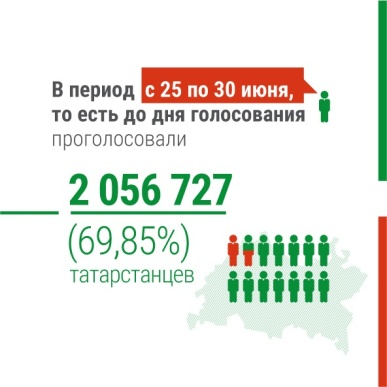 В период с 25 по 30 июня,
то есть до дня голосования
проголосовали
2 056 727
(69,85%)
татарстанцев